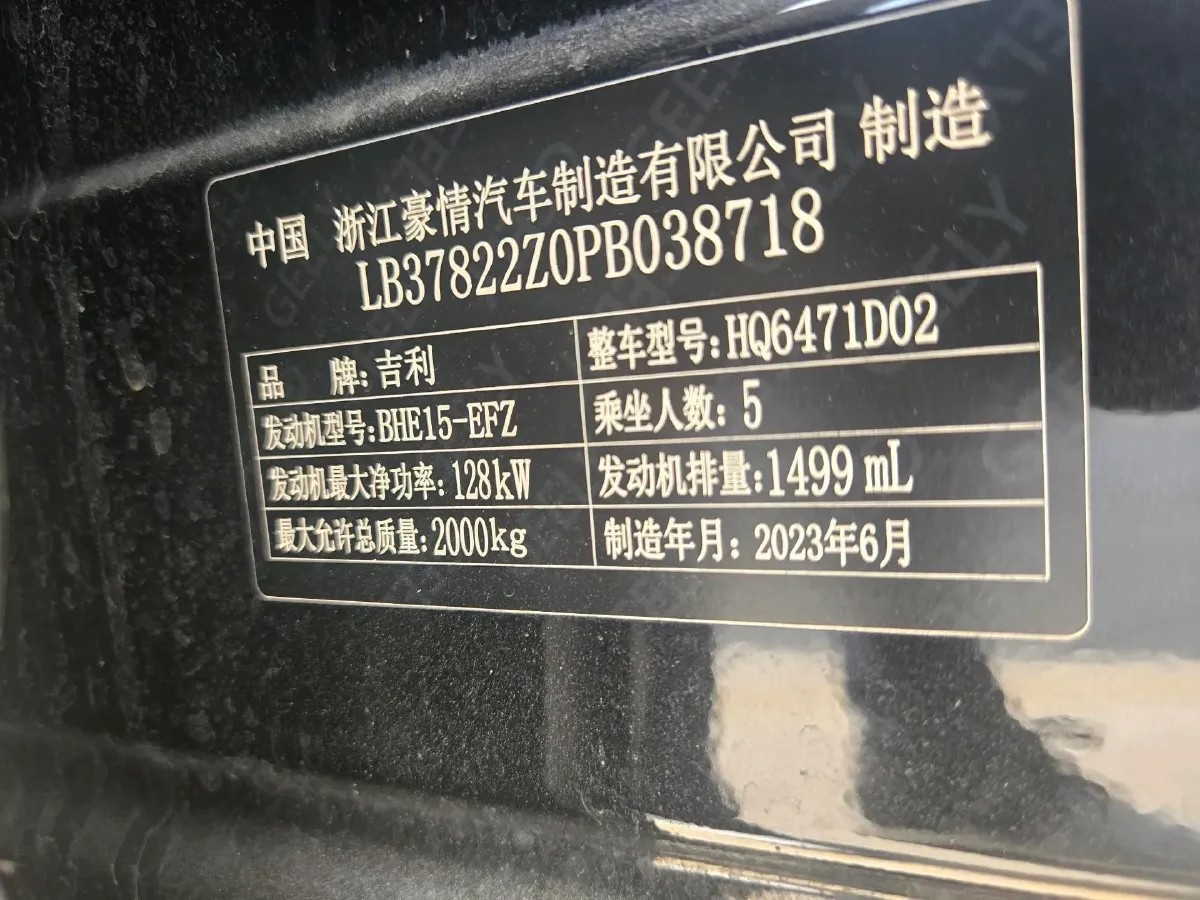 中国 浙江豪情汽车制造有限公司 制造
LB37822Z0PB038718
品 牌:吉利 整车型号:HQ6471D02
发动机型号:BHE15-EFZ 乘坐人数:5
发动机最大净功率:128kW 发动机排量:1499 mL
最大允许总质量:2000kg 制造年月:2023年6月